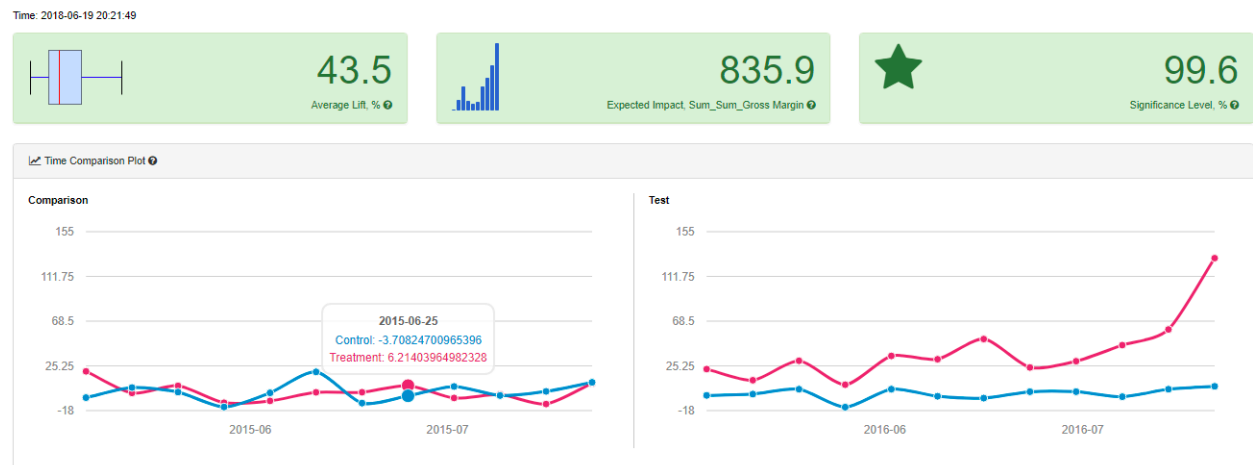 Time: 2018-06-19 20:21:49
43.5
Average Lift, %
835.9
Expected Impact, Sum_Sum_Gross Margin
99.6
Significance Level, %
Time Comparison Plot
Comparison
155
111.75
68.5
25.25
-18
2015-06-25
Control: -3.70824700965396
Treatment: 6.21403964982328
2015-06
2015-07
Test
155
111.75
68.5
25.25
-18
2016-06
2016-07